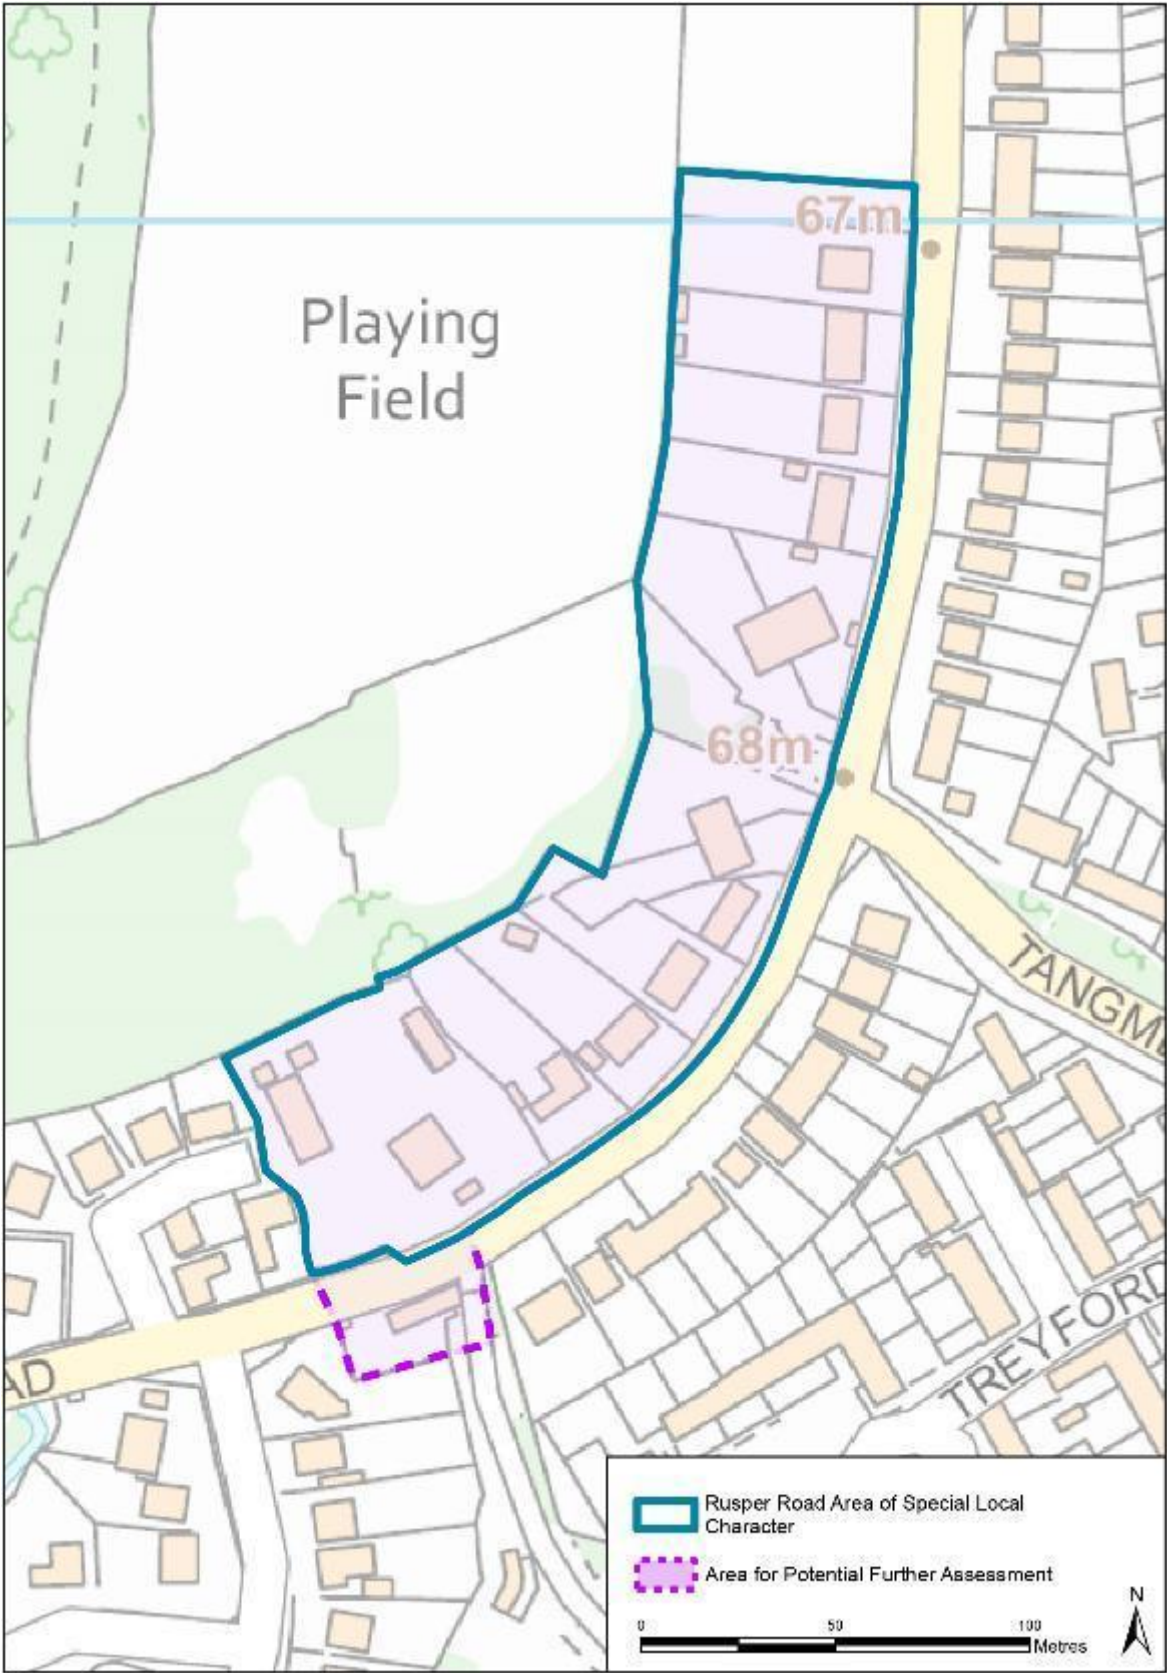 67m
Playing
Field
68m
TANGM
TREYFORD
AD
Rusper Road Area of Special Local
Character
Area for Potential Further Assessment
N
0 50 100
Metres